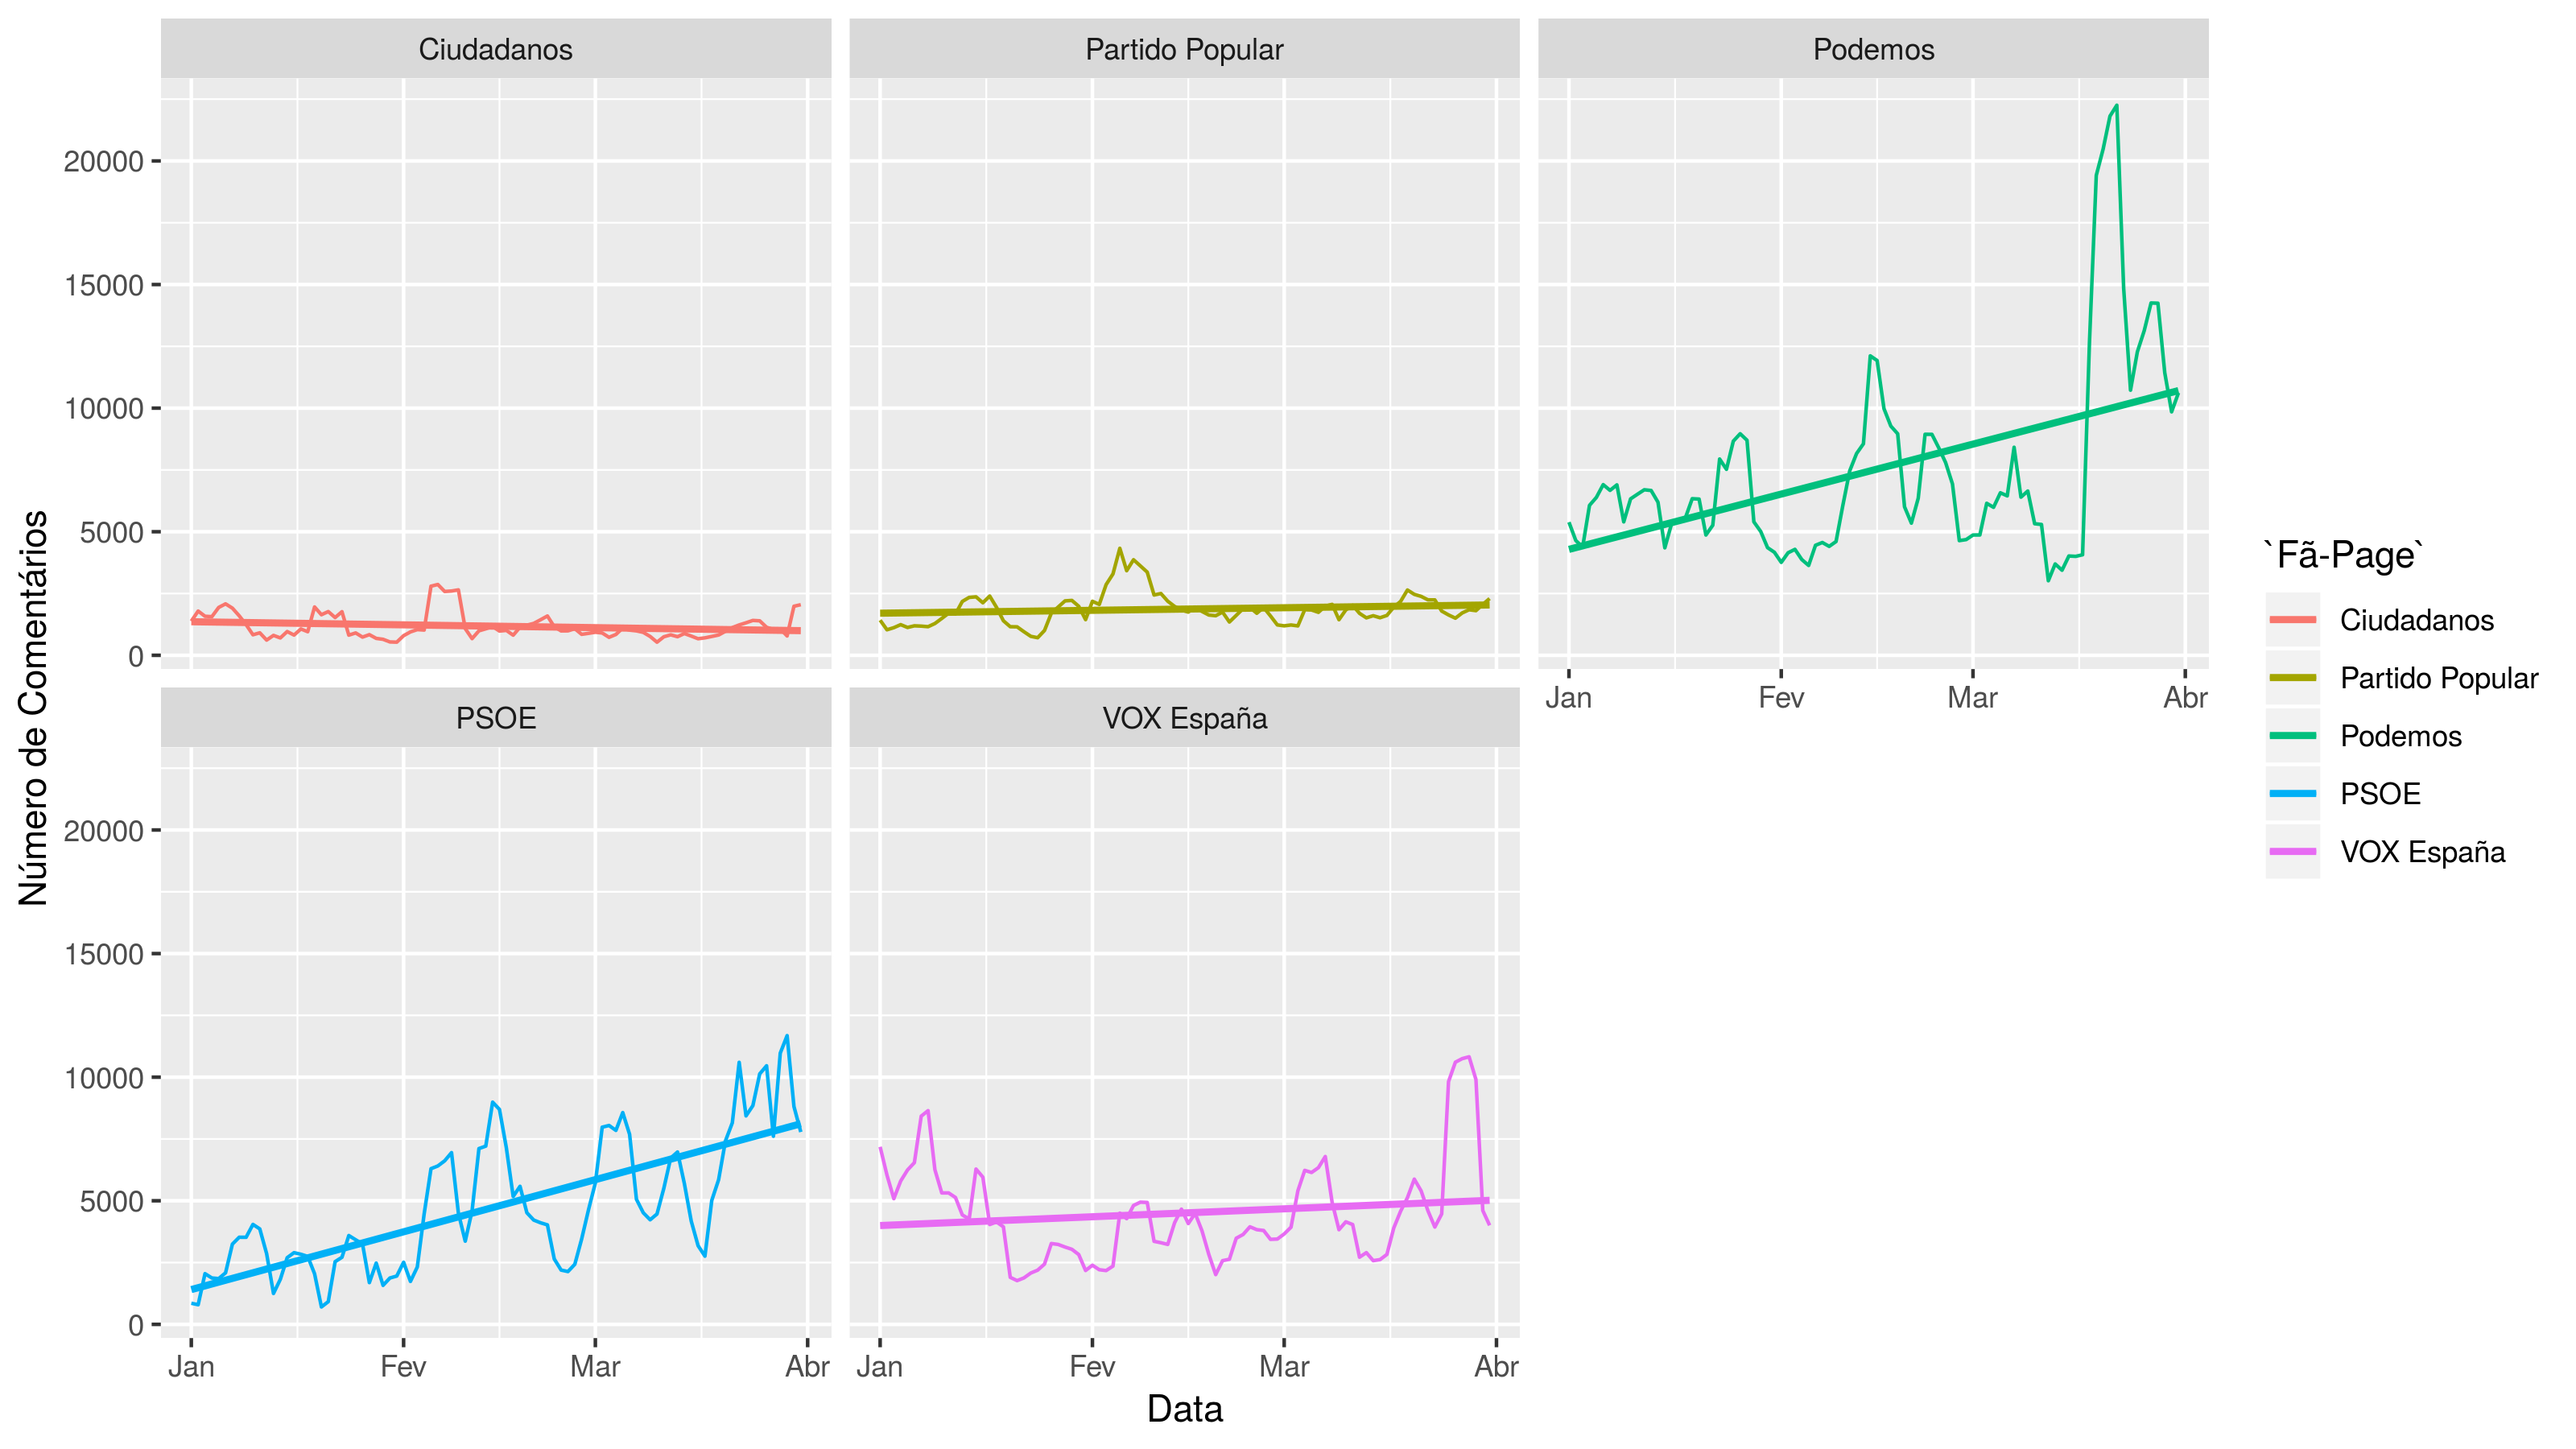 Ciudadanos
Partido Popular
Podemos
20000
15000
10000
5000
0
Jan Fev Mar Abr
PSOE
VOX España
20000
15000
10000
5000
0
Jan Fev Mar Abr
Jan Fev Mar Abr
Data
Número de Comentários
`Fã-Page`
Ciudadanos
Partido Popular
Podemos
PSOE
VOX España